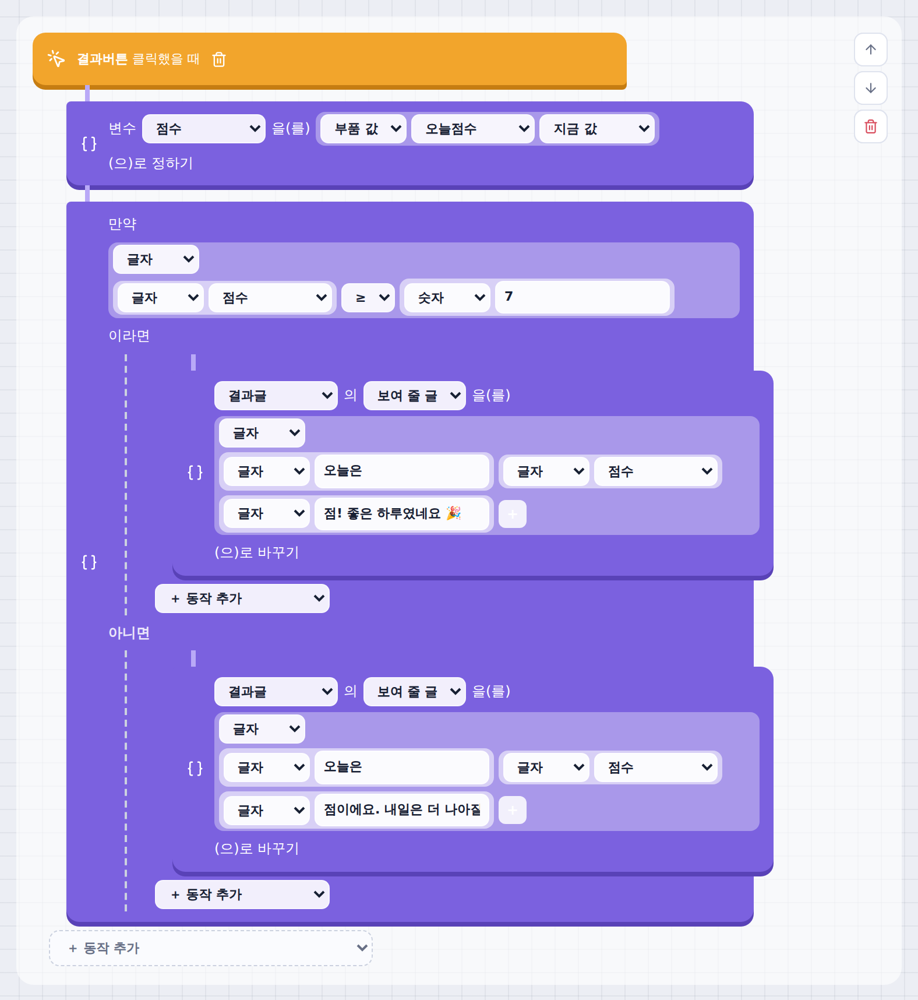 결과버튼 클릭했을 때
변수 점수 을(를) 부품 값 오늘점수 지금 값
(으)로 정하기
만약
글자
글자 점수 ≥ 숫자 7
이라면
결과글 의 보여 줄 글 을(를)
글자
글자 오늘은 글자 점수
글자 점! 좋은 하루였네요 🎉 +
(으)로 바꾸기
+ 동작 추가
아니면
결과글 의 보여 줄 글 을(를)
글자
글자 오늘은 글자 점수
글자 점이에요. 내일은 더 나아질 +
(으)로 바꾸기
+ 동작 추가
+ 동작 추가